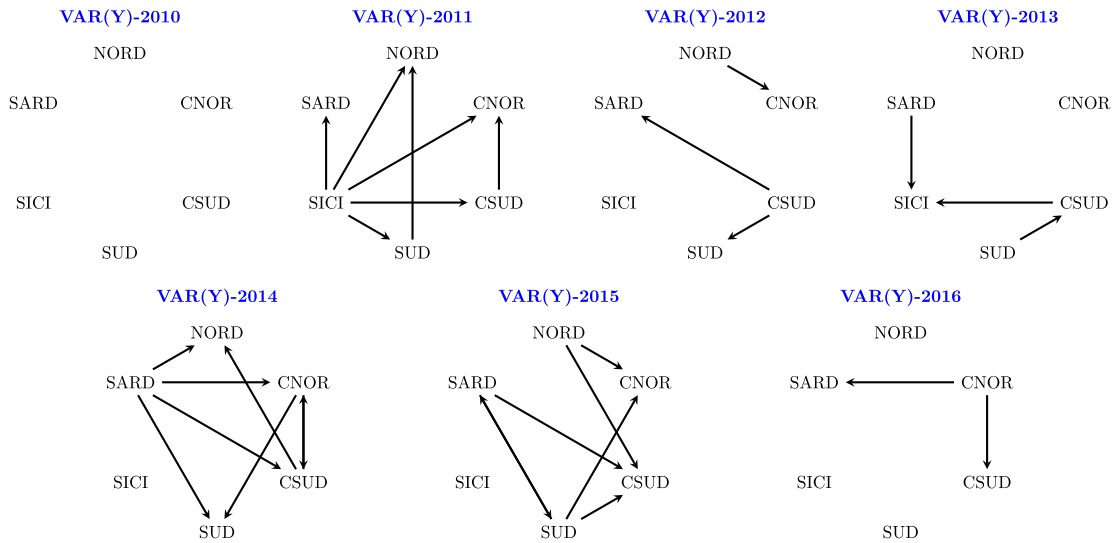 VAR(Y)-2010 VAR(Y)-2011 VAR(Y)-2012 VAR(Y)-2013
NORD NORD NORD NORD
SARD CNOR SARD CNOR SARD CNOR SARD CNOR
SICI CSUD SICI CSUD SICI CSUD SICI CSUD
SUD SUD SUD SUD
VAR(Y)-2014 VAR(Y)-2015 VAR(Y)-2016
NORD NORD NORD
SARD CNOR SARD CNOR SARD CNOR
SICI CSUD SICI CSUD SICI CSUD
SUD SUD SUD